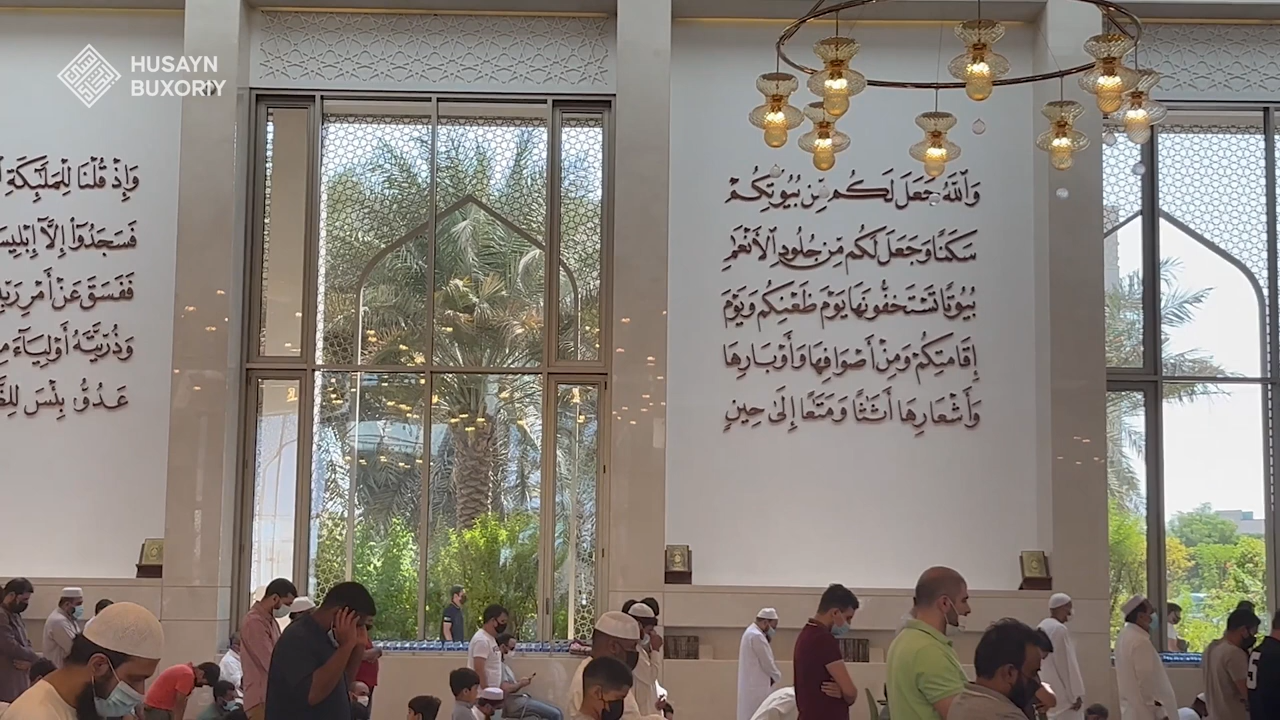 HUSAYN
BUXORIY
وَإِذْ قُلْنَا لِلْمَلَٰٓئِكَةِ
فَسَجَدُوٓا۟ إِلَّآ إِبْلِيسَ
فَفَسَقَ عَنْ أَمْرِ رَبِّهِ
وَذُرِّيَّتَهُۥٓ أَوْلِيَآءَ
عَدُوٌّۢ بِئْسَ
وَٱللَّهُ جَعَلَ لَكُم مِّنۢ بُيُوتِكُمْ
سَكَنًا وَجَعَلَ لَكُم مِّن جُلُودِ ٱلْأَنْعَٰمِ
بُيُوتًا تَسْتَخِفُّونَهَا يَوْمَ ظَعْنِكُمْ وَيَوْمَ
إِقَامَتِكُمْ وَمِنْ أَصْوَافِهَا وَأَوْبَارِهَا
وَأَشْعَارِهَآ أَثَٰثًا وَمَتَٰعًا إِلَىٰ حِينٍ